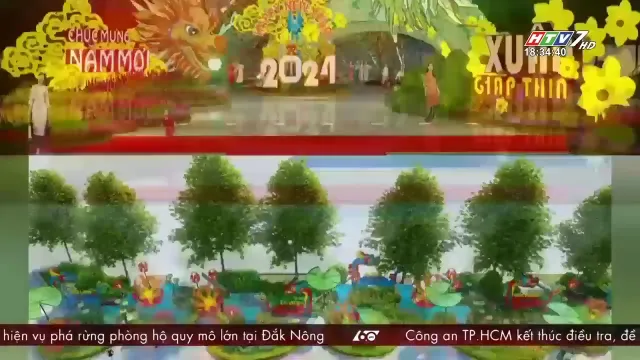 CHÚC MỪNG
NĂM MỚI
2024
XUÂN
GIÁP THÌN
HTV7 HD
18:34:40
hiện vụ phá rừng phòng hộ quy mô lớn tại Đắk Nông
60
Công an TP.HCM kết thúc điều tra, đề